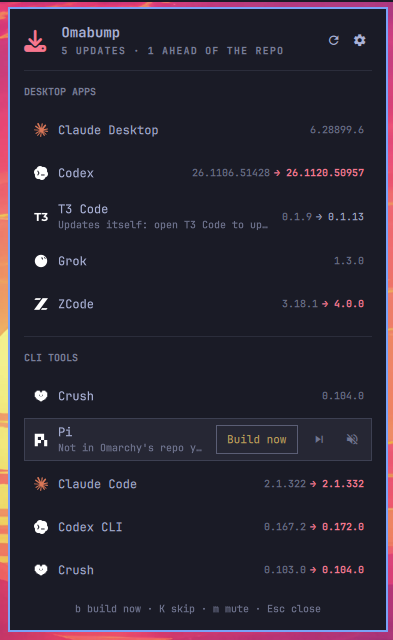 Omabump
5 UPDATES · 1 AHEAD OF THE REPO
DESKTOP APPS
Claude Desktop 6.28899.6
Codex 26.1106.51428 → 26.1120.50957
T3 T3 Code 0.1.9 → 0.1.13
Updates itself: open T3 Code to up…
Grok 1.3.0
ZCode 3.18.1 → 4.0.0
CLI TOOLS
Crush 0.104.0
Pi Build now
Not in Omarchy's repo y…
Claude Code 2.1.322 → 2.1.332
Codex CLI 0.167.2 → 0.172.0
Crush 0.103.0 → 0.104.0
b build now · K skip · m mute · Esc close